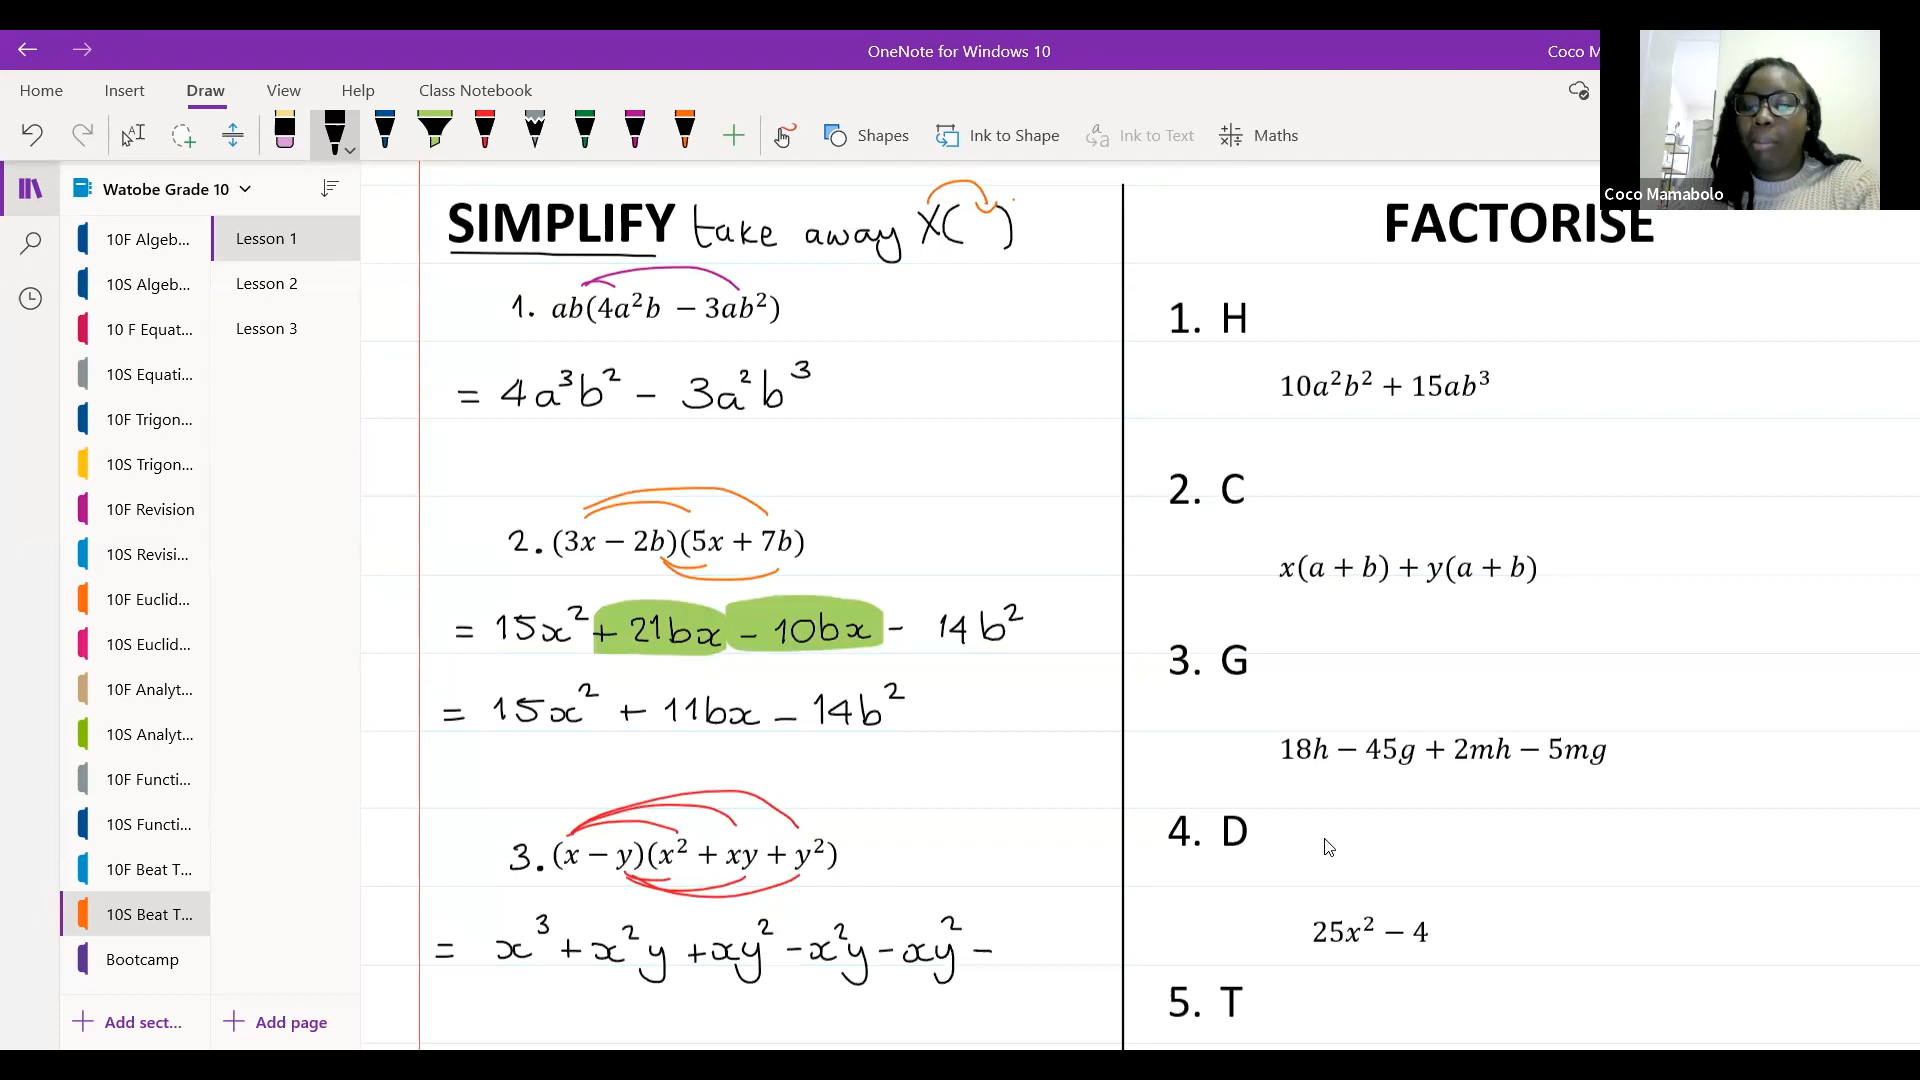 OneNote for Windows 10
Coco M
Home Insert Draw View Help Class Notebook
Shapes Ink to Shape Ink to Text Maths
Coco Mamabolo
Watobe Grade 10
10F Algeb...
10S Algeb...
10 F Equat...
10S Equati...
10F Trigon...
10S Trigon...
10F Revision
10S Revisi...
10F Euclid...
10S Euclid...
10F Analyt...
10S Analyt...
10F Functi...
10S Functi...
10F Beat T...
10S Beat T...
Bootcamp
+ Add sect...
Lesson 1
Lesson 2
Lesson 3
+ Add page
SIMPLIFY take away X( )
1. ab(4a²b − 3ab²)
= 4a³b² − 3a²b³
2. (3x − 2b)(5x + 7b)
= 15x² + 21bx − 10bx − 14b²
= 15x² + 11bx − 14b²
3. (x − y)(x² + xy + y²)
= x³ + x²y + xy² − x²y − xy² −
FACTORISE
1. H
10a²b² + 15ab³
2. C
x(a + b) + y(a + b)
3. G
18h − 45g + 2mh − 5mg
4. D
25x² − 4
5. T